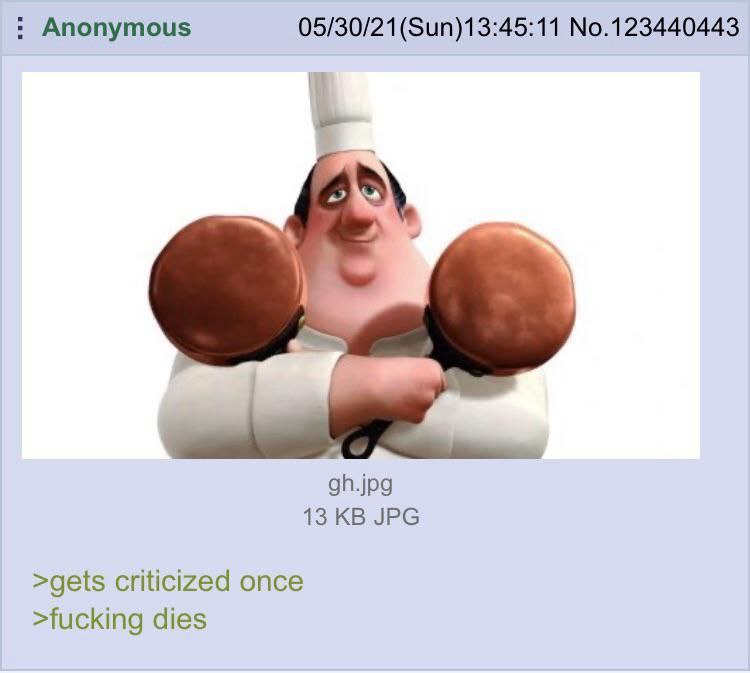 Anonymous 05/30/21(Sun)13:45:11 No.123440443
gh.jpg
13 KB JPG
>gets criticized once
>fucking dies